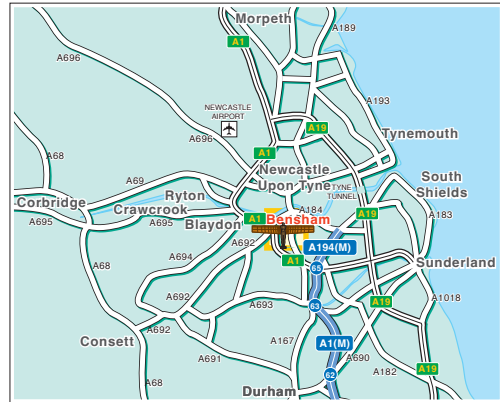 Morpeth
A189
A1
A696
A193
NEWCASTLE
AIRPORT
A19
A696
Tynemouth
A1
A68
Newcastle
Upon Tyne
A69
South
Shields
TYNE
TUNNEL
Ryton
Corbridge
Crawcrook
A184
A19
A183
A695
A695
Blaydon
A1
Bensham
A692
A194(M)
A694
A1
65
Sunderland
A68
A692
A1018
A693
63
A19
A692
Consett
A167
A1(M)
A691
A690
A182
A19
A68
62
Durham